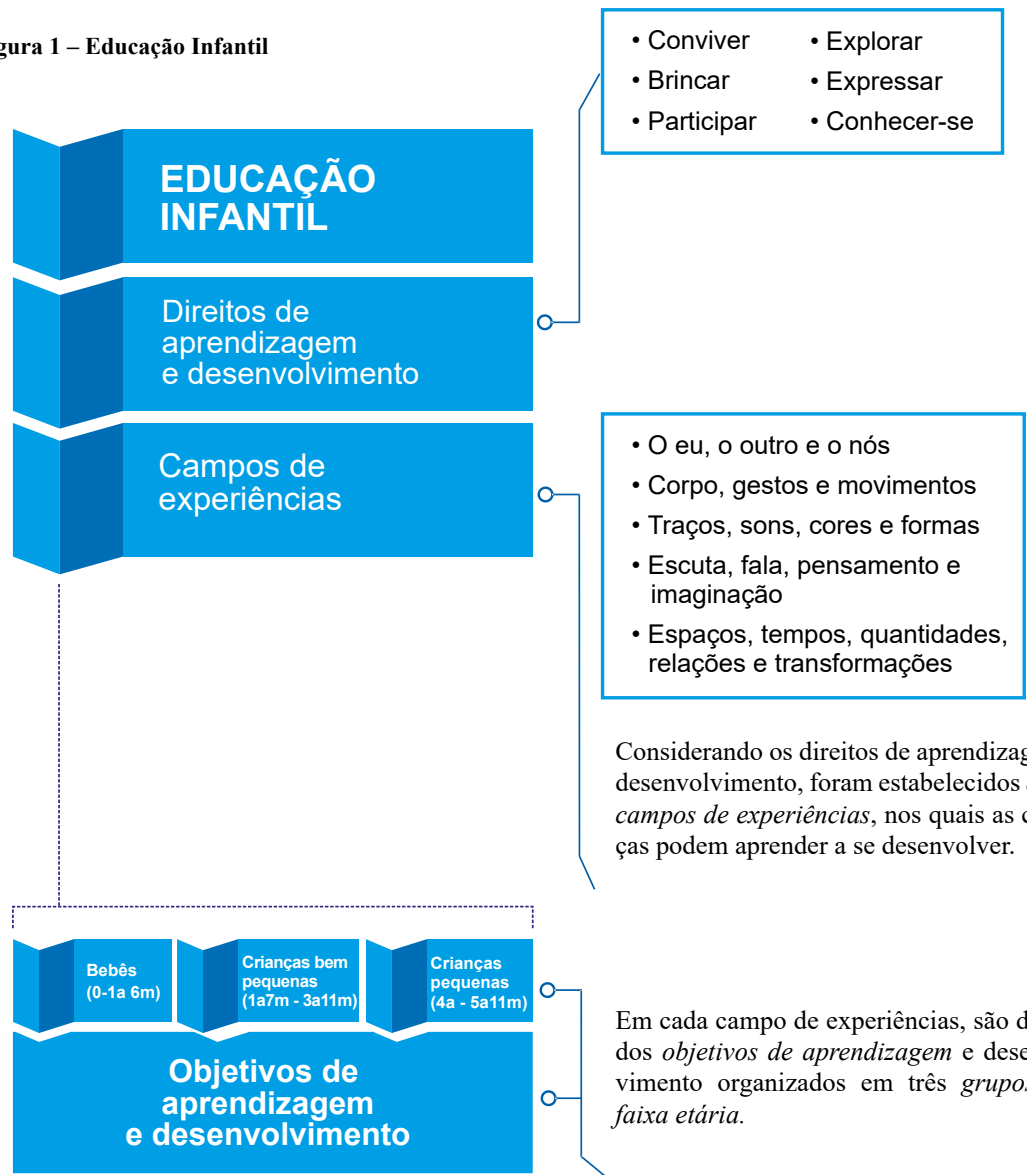 gura 1 – Educação Infantil
• Conviver
• Brincar
• Participar
• Explorar
• Expressar
• Conhecer-se
EDUCAÇÃO
INFANTIL
Direitos de
aprendizagem
e desenvolvimento
Campos de
experiências
• O eu, o outro e o nós
• Corpo, gestos e movimentos
• Traços, sons, cores e formas
• Escuta, fala, pensamento e
imaginação
• Espaços, tempos, quantidades,
relações e transformações
Considerando os direitos de
desenvolvimento, foram estabelecidos
campos de experiências, nos quais as
ças podem aprender a se desenvolver.
Bebês
(0-1a 6m)
Crianças bem
pequenas
(1a7m - 3a11m)
Crianças
pequenas
(4a - 5a11m)
Em cada campo de experiências, são
dos objetivos de aprendizagem e
vimento organizados em três
faixa etária.
Objetivos de
aprendizagem
e desenvolvimento